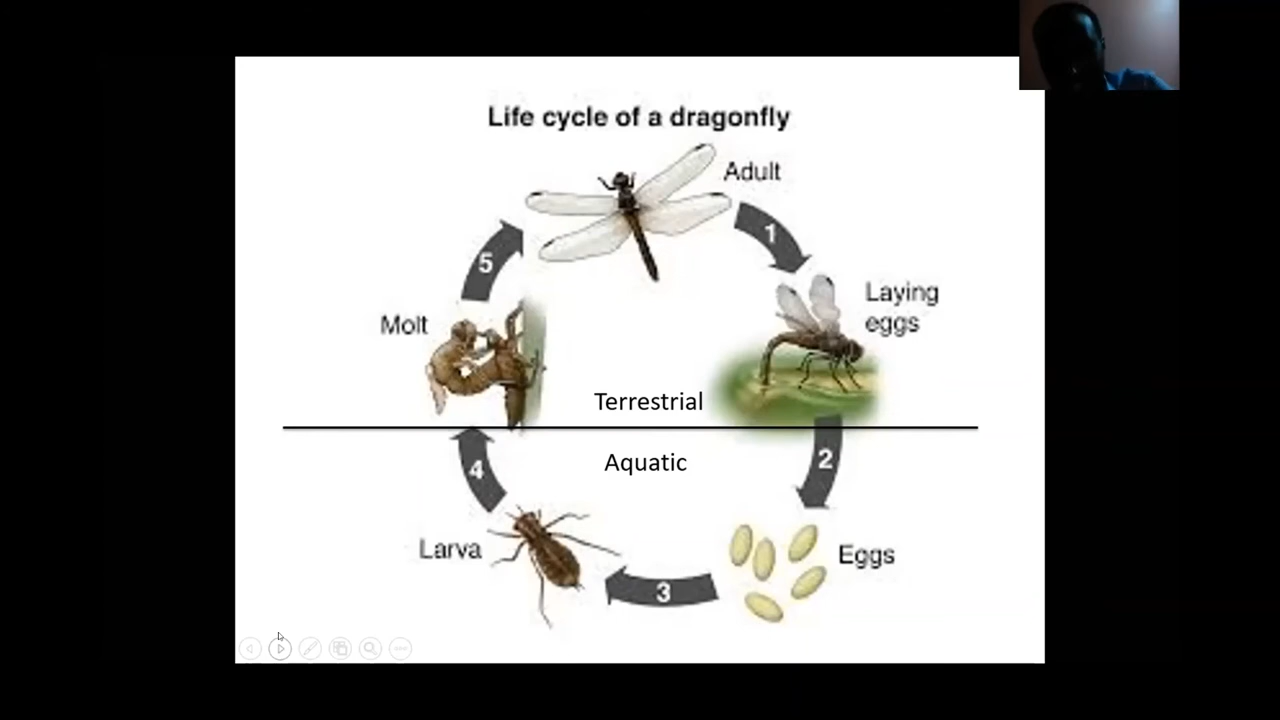 Life cycle of a dragonfly
Adult
1
5
Laying
eggs
Molt
Terrestrial
Aquatic
2
4
Larva
Eggs
3